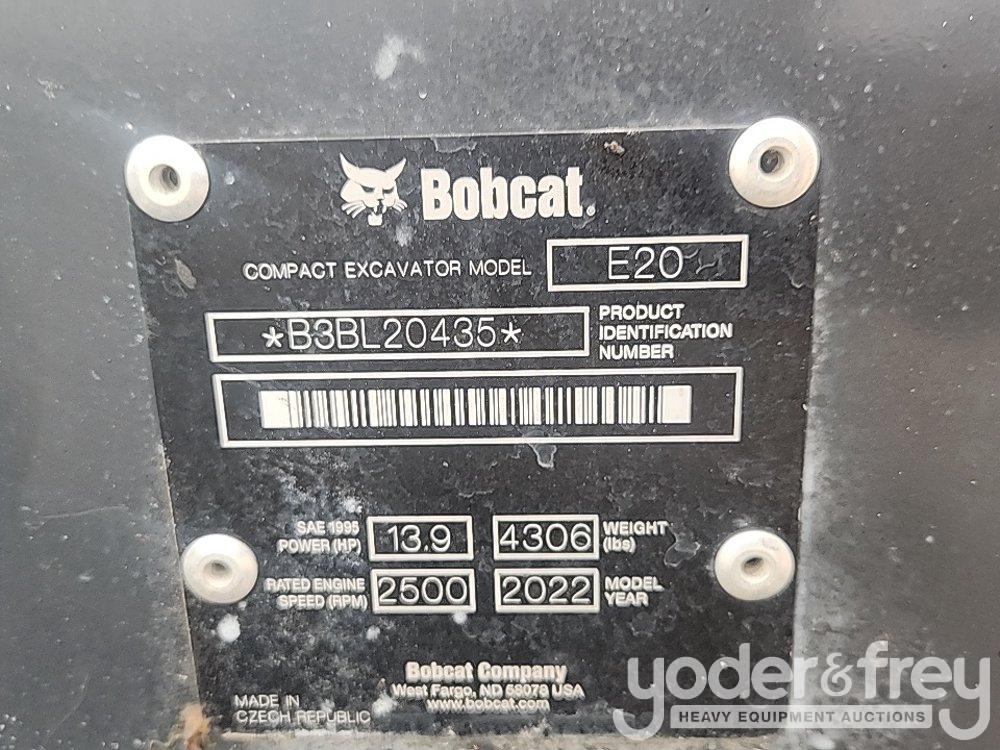 Bobcat.
COMPACT EXCAVATOR MODEL E20
*B3BL20435*
PRODUCT
IDENTIFICATION
NUMBER
SAE 1995
POWER (HP) 13.9
4306 WEIGHT
(lbs)
RATED ENGINE
SPEED (RPM) 2500
2022 MODEL
YEAR
Bobcat Company
West Fargo, ND 58078 USA
www.bobcat.com
MADE IN
CZECH REPUBLIC
yoder&frey
HEAVY EQUIPMENT AUCTIONS